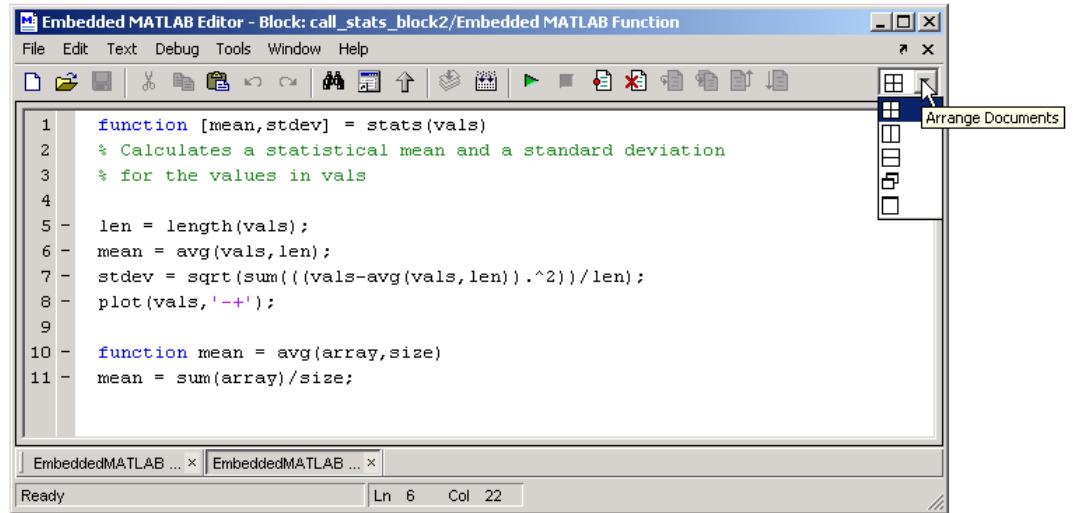 Embedded MATLAB Editor - Block: call_stats_block2/Embedded MATLAB Function
File Edit Text Debug Tools Window Help
Arrange Documents
1 function [mean,stdev] = stats(vals)
2 % Calculates a statistical mean and a standard deviation
3 % for the values in vals
4
5 - len = length(vals);
6 - mean = avg(vals,len);
7 - stdev = sqrt(sum(((vals-avg(vals,len)).^2))/len);
8 - plot(vals,'-+');
9
10 - function mean = avg(array,size)
11 - mean = sum(array)/size;
EmbeddedMATLAB ... × EmbeddedMATLAB ... ×
Ready Ln 6 Col 22